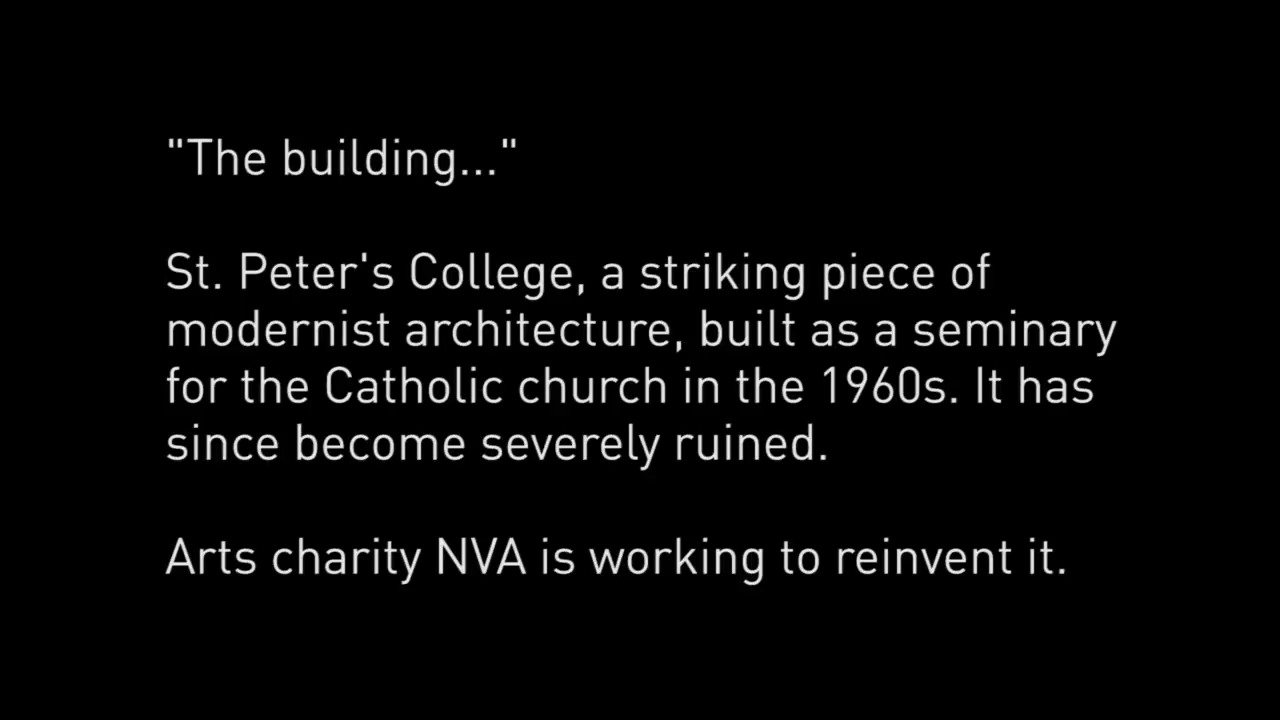 "The building..."
St. Peter's College, a striking piece of
modernist architecture, built as a seminary
for the Catholic church in the 1960s. It has
since become severely ruined.
Arts charity NVA is working to reinvent it.